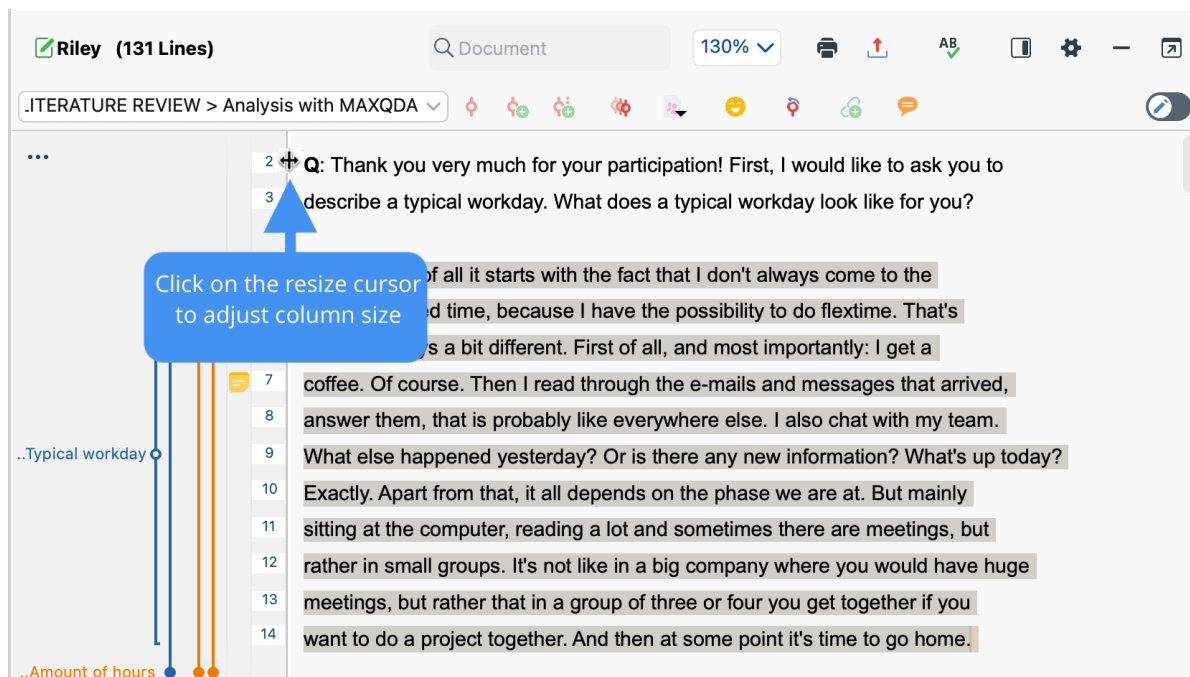 Riley (131 Lines)
Document
130%
AB
.ITERATURE REVIEW > Analysis with MAXQDA
2
Q: Thank you very much for your participation! First, I would like to ask you to
3
describe a typical workday. What does a typical workday look like for you?
Click on the resize cursor
to adjust column size
of all it starts with the fact that I don't always come to the
time, because I have the possibility to do flextime. That's
a bit different. First of all, and most importantly: I get a
7
coffee. Of course. Then I read through the e-mails and messages that arrived,
8
answer them, that is probably like everywhere else. I also chat with my team.
..Typical workday
9
What else happened yesterday? Or is there any new information? What's up today?
10
Exactly. Apart from that, it all depends on the phase we are at. But mainly
11
sitting at the computer, reading a lot and sometimes there are meetings, but
12
rather in small groups. It's not like in a big company where you would have huge
13
meetings, but rather that in a group of three or four you get together if you
14
want to do a project together. And then at some point it's time to go home.
..Amount of hours